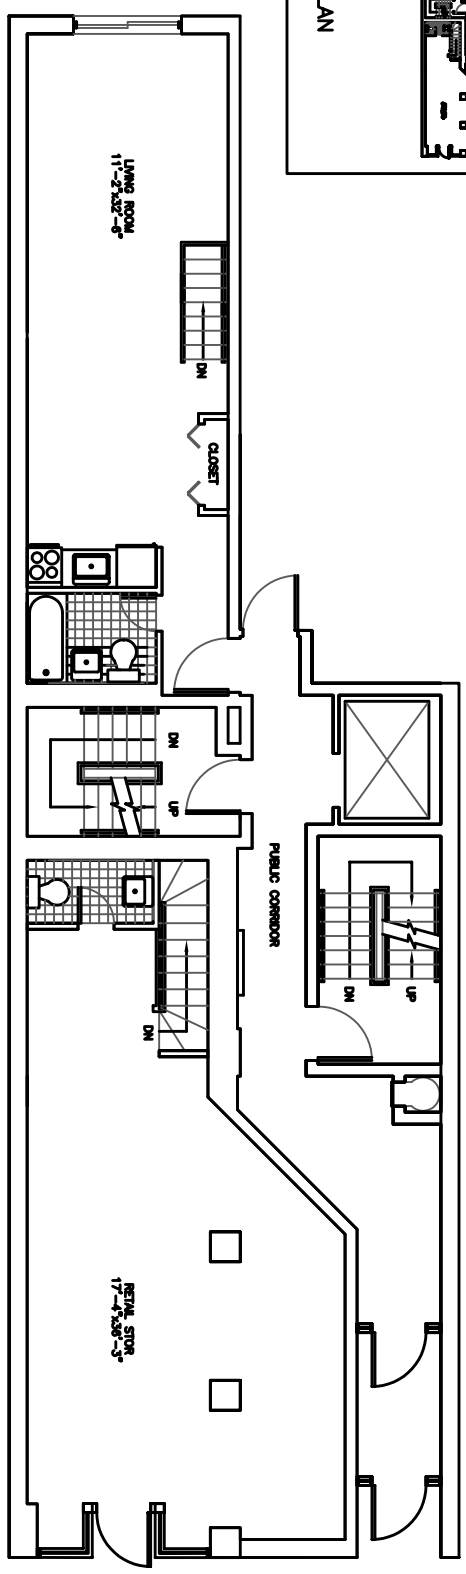 LAN
LIVING ROOM
11'-2"x32'-6"
DN
CLOSET
DN
UP
PUBLIC CORRIDOR
DN
UP
DN
RETAIL STOR
17'-4"x36'-3"